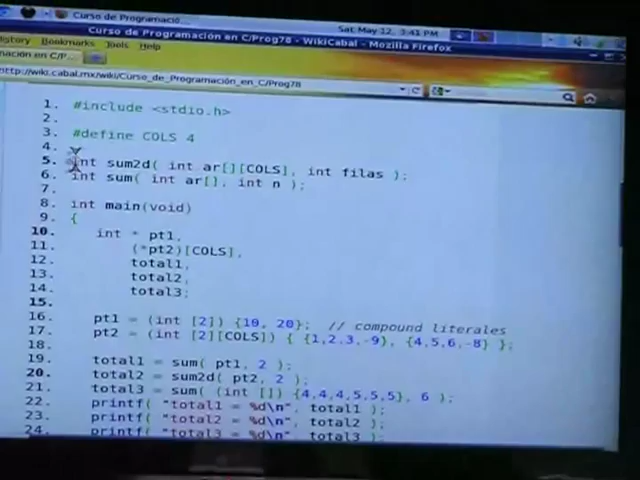 Curso de Programació...
Sat May 12, 3:41 PM
Curso de Programación en C/Prog78 - WikiCabal - Mozilla Firefox
History Bookmarks Tools Help
mación en C/P...
http://wiki.cabal.mx/wiki/Curso_de_Programación_en_C/Prog78
1. #include <stdio.h>
2.
3. #define COLS 4
4.
5. int sum2d( int ar[][COLS], int filas );
6. int sum( int ar[], int n );
7.
8. int main(void)
9. {
10. int * pt1,
11. (*pt2)[COLS],
12. total1,
13. total2,
14. total3;
15.
16. pt1 = (int [2]) {10, 20}; // compound literales
17. pt2 = (int [2][COLS]) { {1,2,3,-9}, {4,5,6,-8} };
18.
19. total1 = sum( pt1, 2 );
20. total2 = sum2d( pt2, 2 );
21. total3 = sum( (int []) {4,4,4,5,5,5}, 6 );
22. printf( "total1 = %d\n", total1 );
23. printf( "total2 = %d\n", total2 );
24. printf( "total3 = %d\n", total3 );